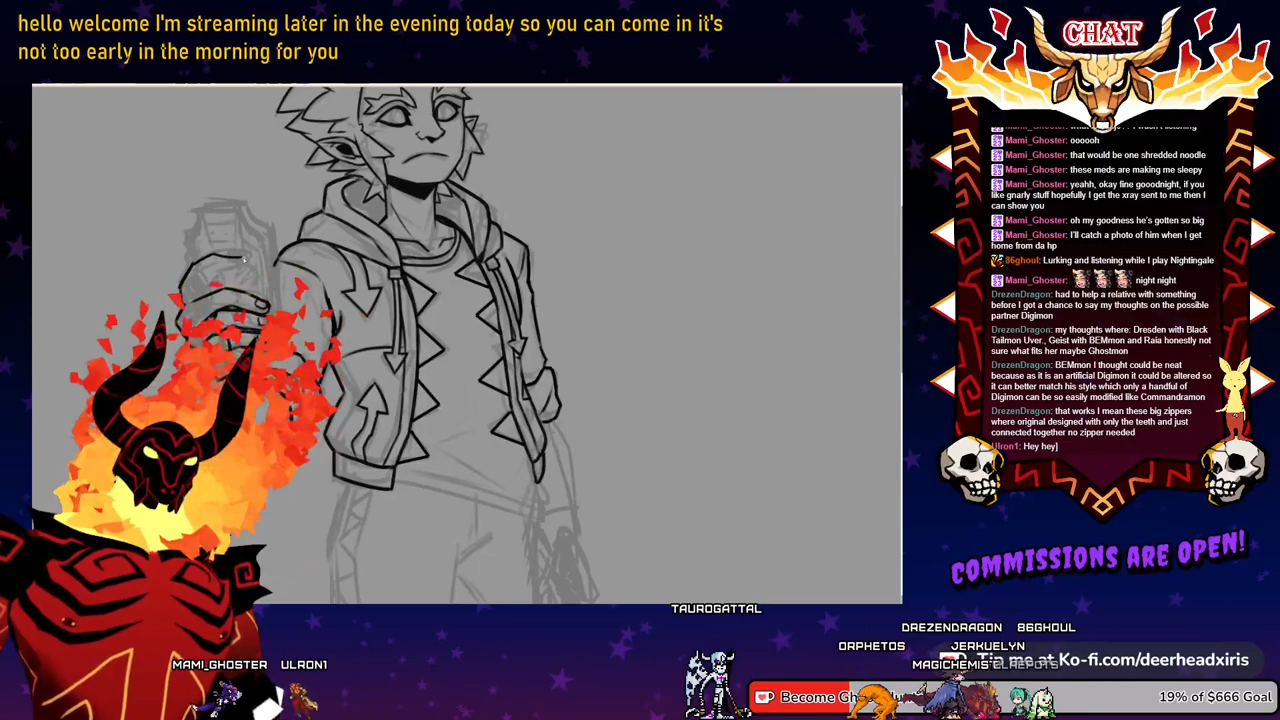 hello welcome I'm streaming later in the evening today so you can come in it's
not too early in the morning for you
CHAT
Mami_Ghoster:
Mami_Ghoster: oooooh
Mami_Ghoster: that would be one shredded noodle
Mami_Ghoster: these meds are making me sleepy
Mami_Ghoster: yeahh, okay fine gooodnight, if you
like gnarly stuff hopefully I get the xray sent to me then I
can show you
Mami_Ghoster: oh my goodness he's gotten so big
Mami_Ghoster: I'll catch a photo of him when I get
home from da hp
86ghoul: Lurking and listening while I play Nightingale
Mami_Ghoster: night night
DrezenDragon: had to help a relative with something
before I got a chance to say my thoughts on the possible
partner Digimon
DrezenDragon: my thoughts where: Dresden with Black
Tailmon Uver., Geist with BEMmon and Raia honestly not
sure what fits her maybe Ghostmon
DrezenDragon: BEMmon I thought could be neat
because as it is an artificial Digimon it could be altered so
it can better match his style which only a handful of
Digimon can be so easily modified like Commandramon
DrezenDragon: that works I mean these big zippers
where original designed with only the teeth and just
connected together no zipper needed
Ulron1: Hey hey]
COMMISSIONS ARE OPEN!
TAUROGATTAL
DREZENDRAGON 86GHOUL
ORPHETOS JERKUELYN
MAGICHEMIS
Tip me at Ko-fi.com/deerheadxiris
MAMI_GHOSTER ULRON1
Become Gh
19% of $666 Goal